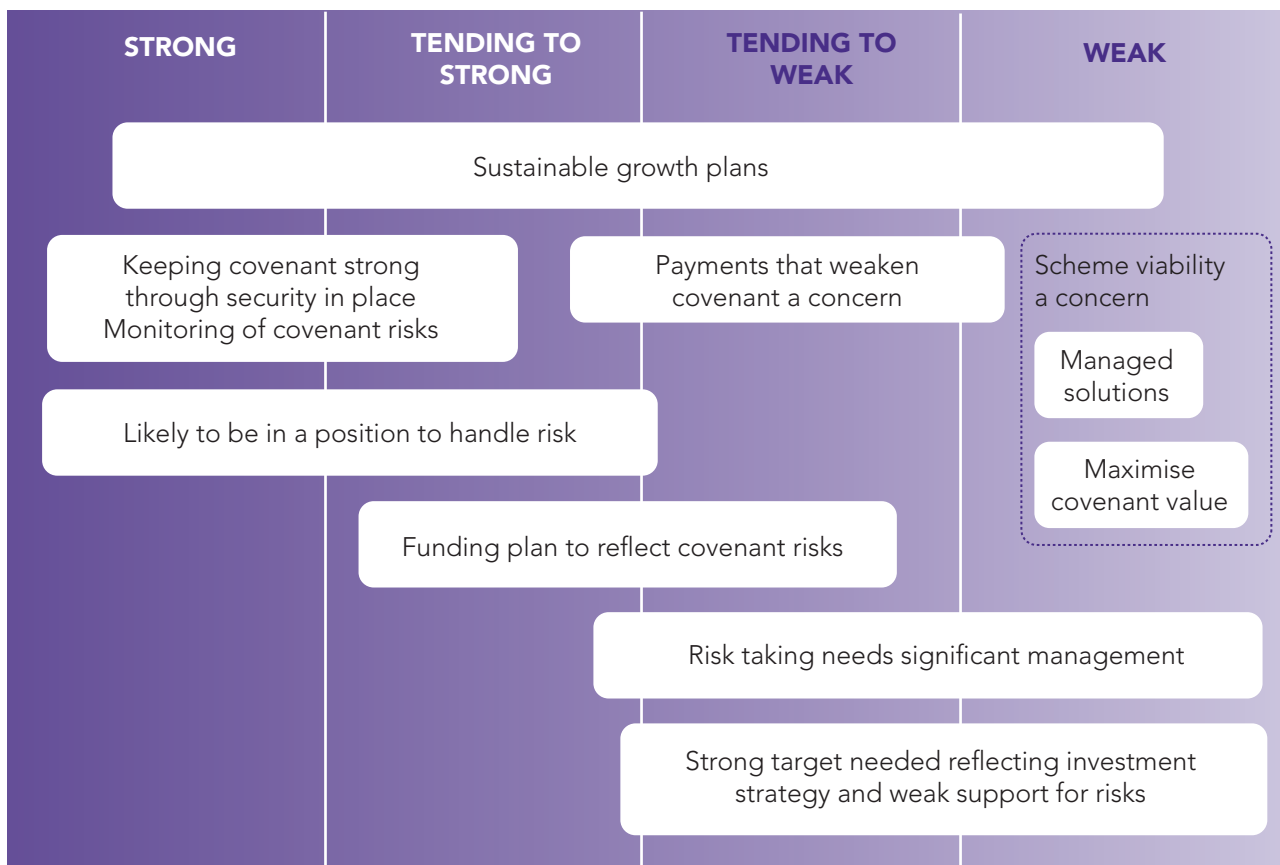 STRONG
TENDING TO
STRONG
TENDING TO
WEAK
WEAK
Sustainable growth plans
Keeping covenant strong
through security in place
Monitoring of covenant risks
Payments that weaken
covenant a concern
Scheme viability
a concern
Managed
solutions
Maximise
covenant value
Likely to be in a position to handle risk
Funding plan to reflect covenant risks
Risk taking needs significant management
Strong target needed reflecting investment
strategy and weak support for risks